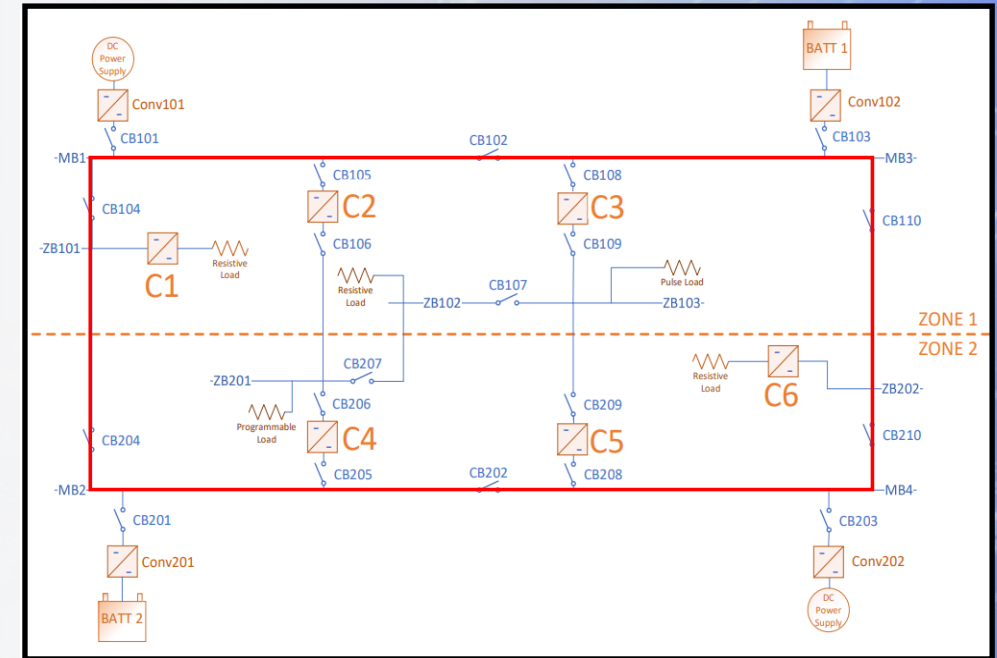 DC
Power
Supply
BATT 1
Conv101
Conv102
CB101
CB102
CB103
-MB1
MB3-
CB105
CB108
CB104
C2
C3
CB110
CB106
CB109
-ZB101
C1
Resistive
Load
Resistive
Load
CB107
Pulse Load
-ZB102
-ZB103-
ZONE 1
ZONE 2
CB207
-ZB201
Resistive
Load
C6
-ZB202-
CB206
CB209
Programmable
Load
CB204
C4
C5
CB210
CB205
CB202
CB208
-MB2
-MB4-
CB201
CB203
Conv201
Conv202
BATT 2
DC
Power
Supply